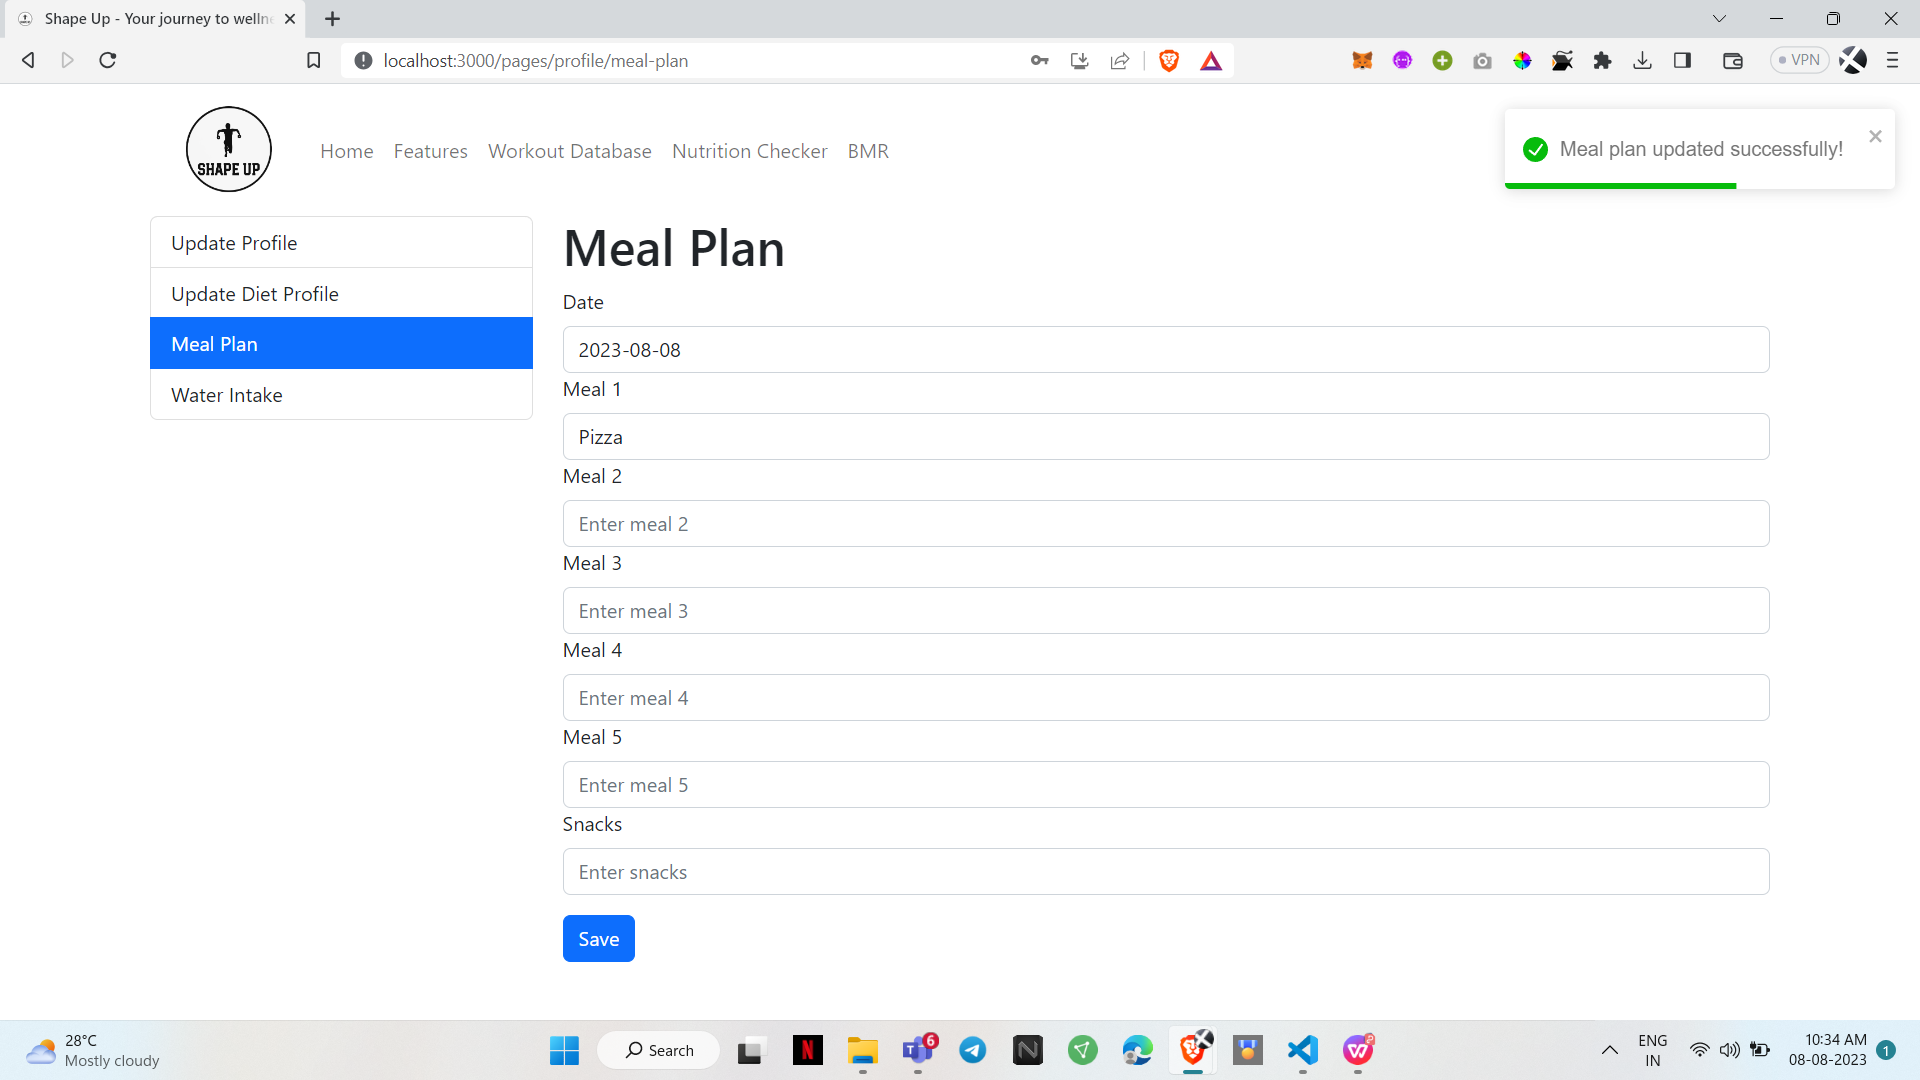 Shape Up - Your journey to welln
localhost:3000/pages/profile/meal-plan
VPN
SHAPE UP
Home Features Workout Database Nutrition Checker BMR
Meal plan updated successfully!
Update Profile
Update Diet Profile
Meal Plan
Water Intake
Meal Plan
Date
2023-08-08
Meal 1
Pizza
Meal 2
Enter meal 2
Meal 3
Enter meal 3
Meal 4
Enter meal 4
Meal 5
Enter meal 5
Snacks
Enter snacks
Save
28°C
Mostly cloudy
Search
6
ENG
IN
10:34 AM
08-08-2023
1